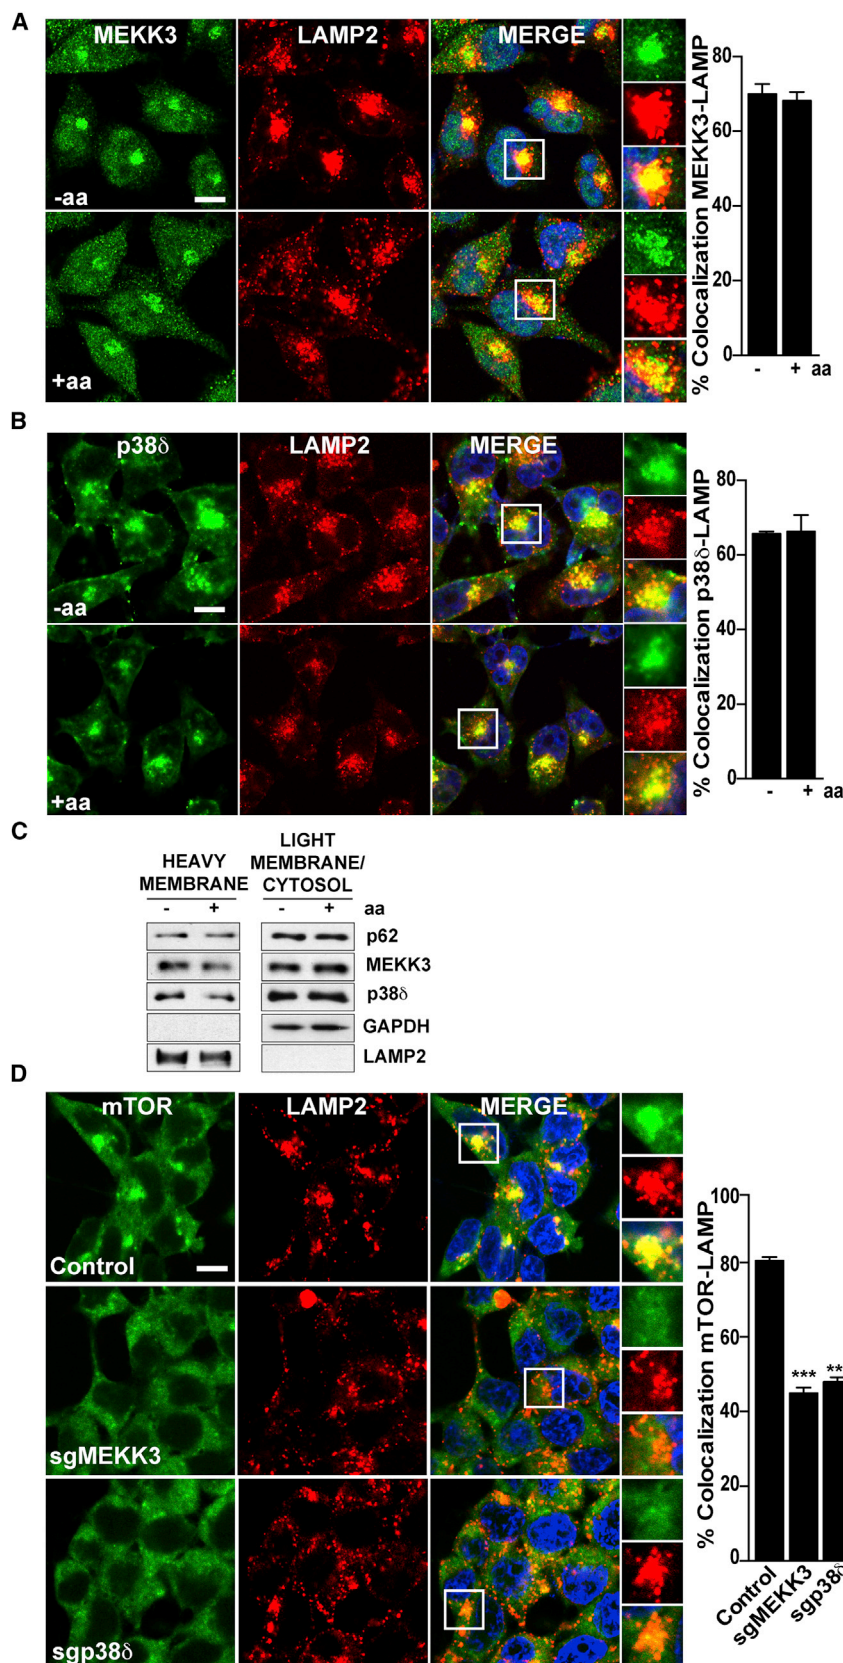 A
MEKK3 LAMP2 MERGE
-aa
+aa
% Colocalization MEKK3-LAMP
80
60
40
20
0
- + aa
B
p38δ LAMP2 MERGE
-aa
+aa
% Colocalization p38δ-LAMP
80
60
40
20
0
- + aa
C
HEAVY MEMBRANE
LIGHT MEMBRANE/ CYTOSOL
- + - + aa
p62
MEKK3
p38δ
GAPDH
LAMP2
D
mTOR LAMP2 MERGE
Control
sgMEKK3
sgp38δ
% Colocalization mTOR-LAMP
100
80
60
40
20
0
*** **
Control
sgMEKK3
sgp38δ